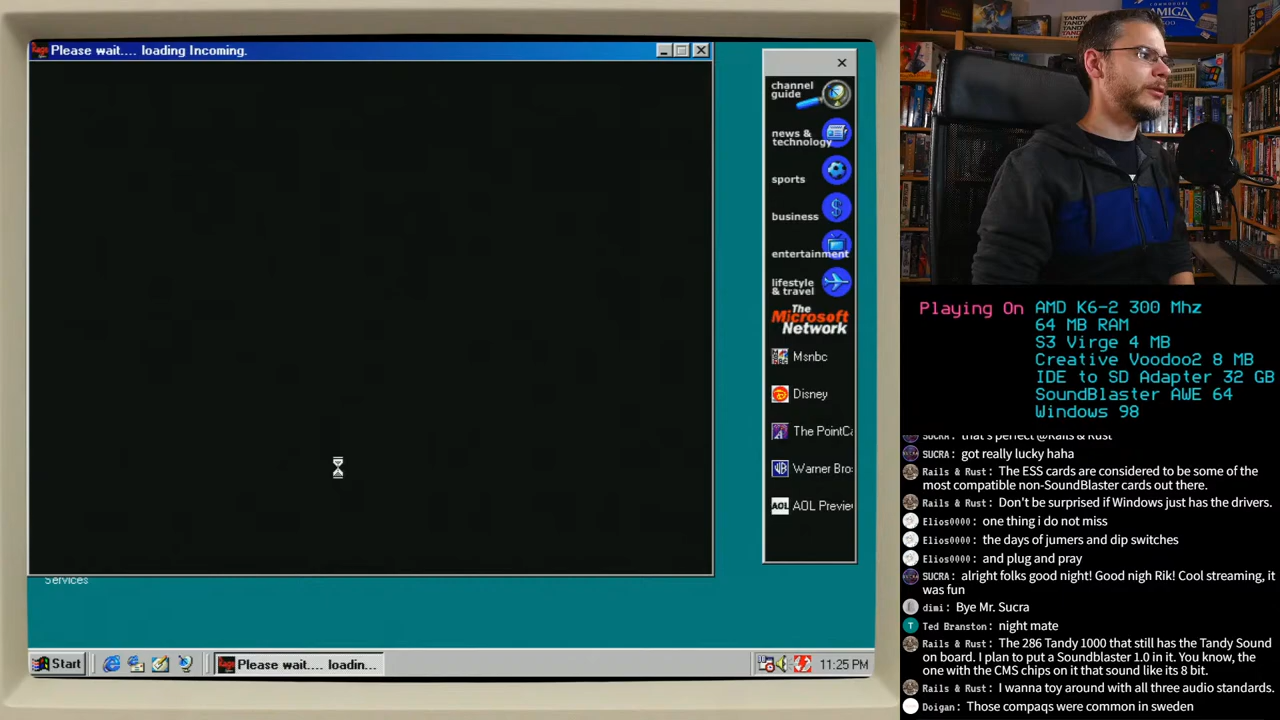 Please wait.... loading Incoming.
channel
guide
news &
technology
sports
business
entertainment
lifestyle
& travel
The
Microsoft
Network
Msnbc
Disney
The PointCa
Warner Bro
AOL Preview
Services
Start
Please wait.... loadin...
11:25 PM
AMIGA
TANDY
Playing On
AMD K6-2 300 Mhz
64 MB RAM
S3 Virge 4 MB
Creative Voodoo2 8 MB
IDE to SD Adapter 32 GB
SoundBlaster AWE 64
Windows 98
SUCRA: that's perfect @Rails & Rust
SUCRA: got really lucky haha
Rails & Rust: The ESS cards are considered to be some of the
most compatible non-SoundBlaster cards out there.
Rails & Rust: Don't be surprised if Windows just has the drivers.
Elios0000: one thing i do not miss
Elios0000: the days of jumers and dip switches
Elios0000: and plug and pray
SUCRA: alright folks good night! Good nigh Rik! Cool streaming, it
was fun
dimi: Bye Mr. Sucra
T Ted Branston: night mate
Rails & Rust: The 286 Tandy 1000 that still has the Tandy Sound
on board. I plan to put a Soundblaster 1.0 in it. You know, the
one with the CMS chips on it that sound like its 8 bit.
Rails & Rust: I wanna toy around with all three audio standards.
Doigan: Those compaqs were common in sweden